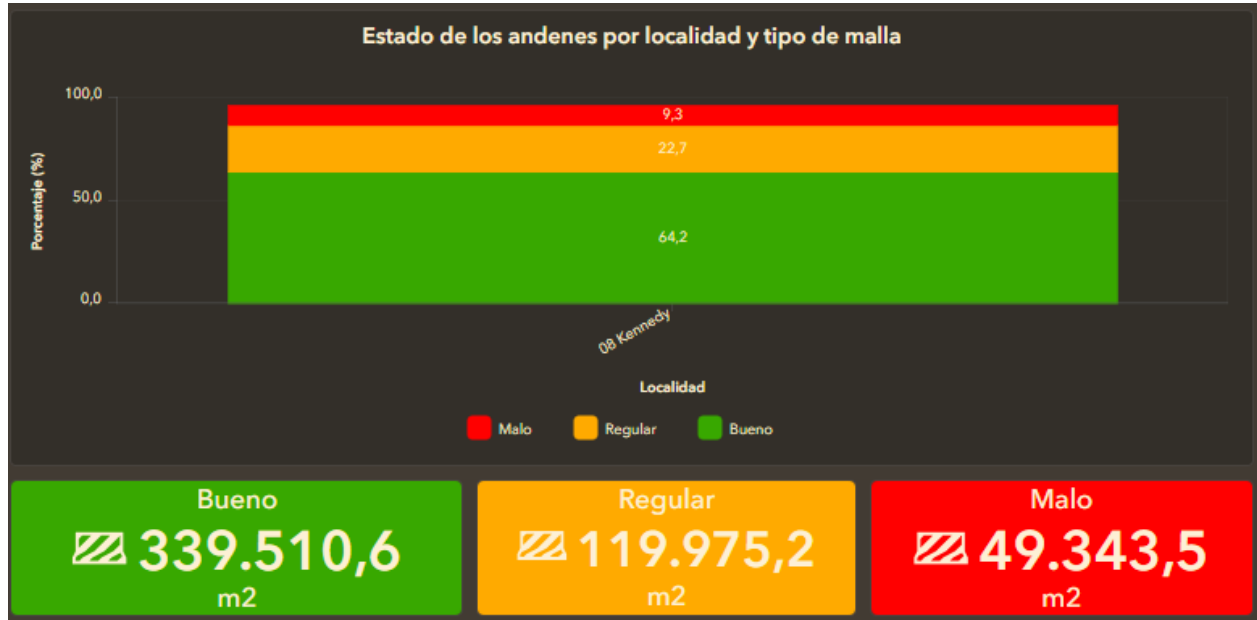 Estado de los andenes por localidad y tipo de malla
100,0
9,3
22,7
Porcentaje (%)
50,0
64,2
0,0
08 Kennedy
Localidad
Malo Regular Bueno
Bueno
339.510,6
m2
Regular
119.975,2
m2
Malo
49.343,5
m2